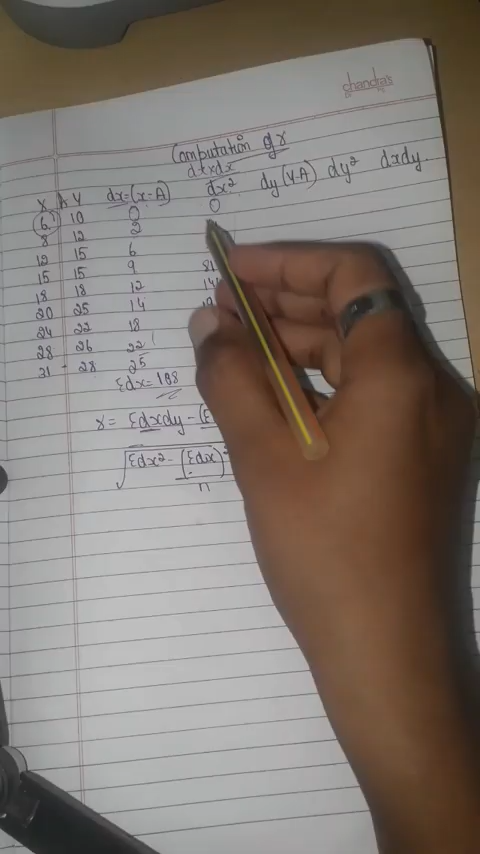 chandra's
Computation of r
dxxdx
X A Y dx=(x-A) dx² dy(Y-A) dy² dxdy
6 10 0 0
8 12 2
12 15 6
15 15 9 81
18 18 12
20 25 14
24 22 18
28 26 22
31 - 28 25
Σdx=108
r = Σdxdy - (Σ
√Σdx² - (Σdx)²
n